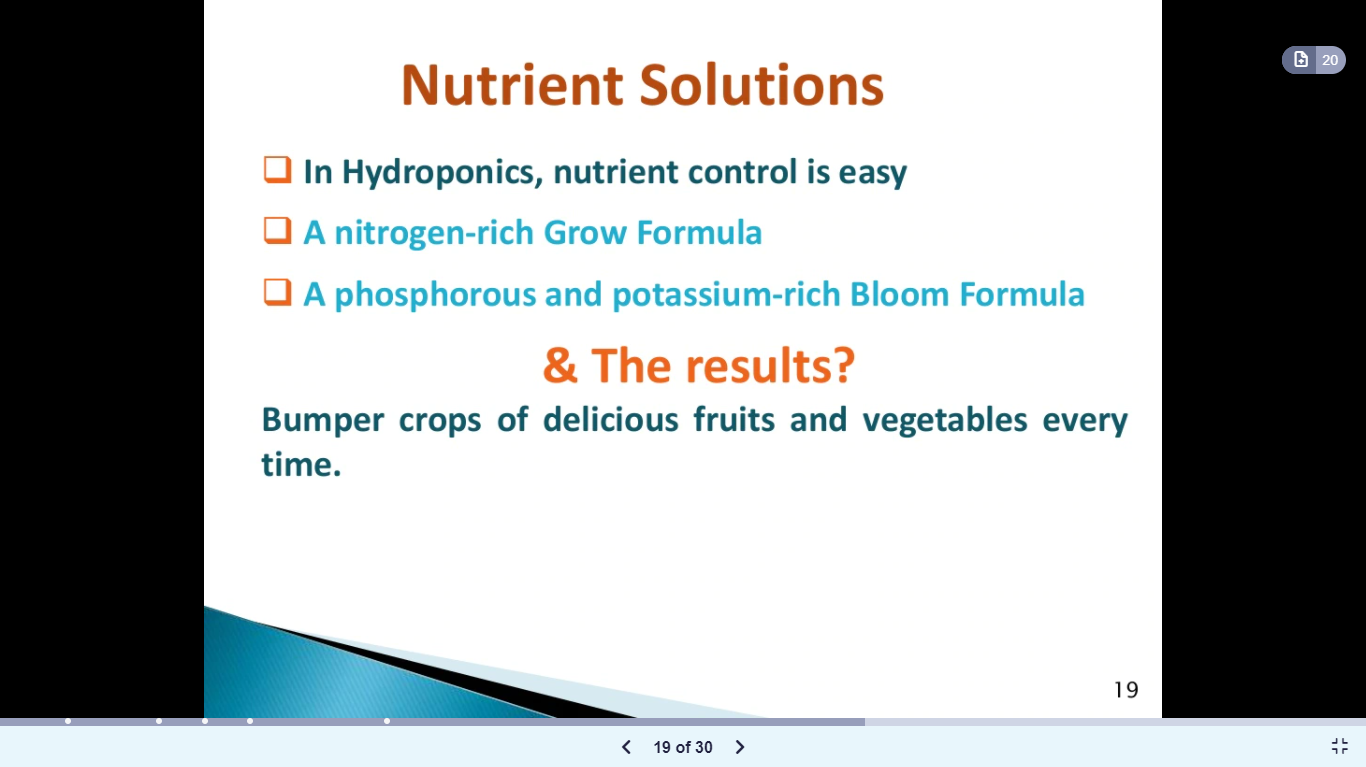 20
Nutrient Solutions
In Hydroponics, nutrient control is easy
A nitrogen-rich Grow Formula
A phosphorous and potassium-rich Bloom Formula
& The results?
Bumper crops of delicious fruits and vegetables every
time.
19
19 of 30